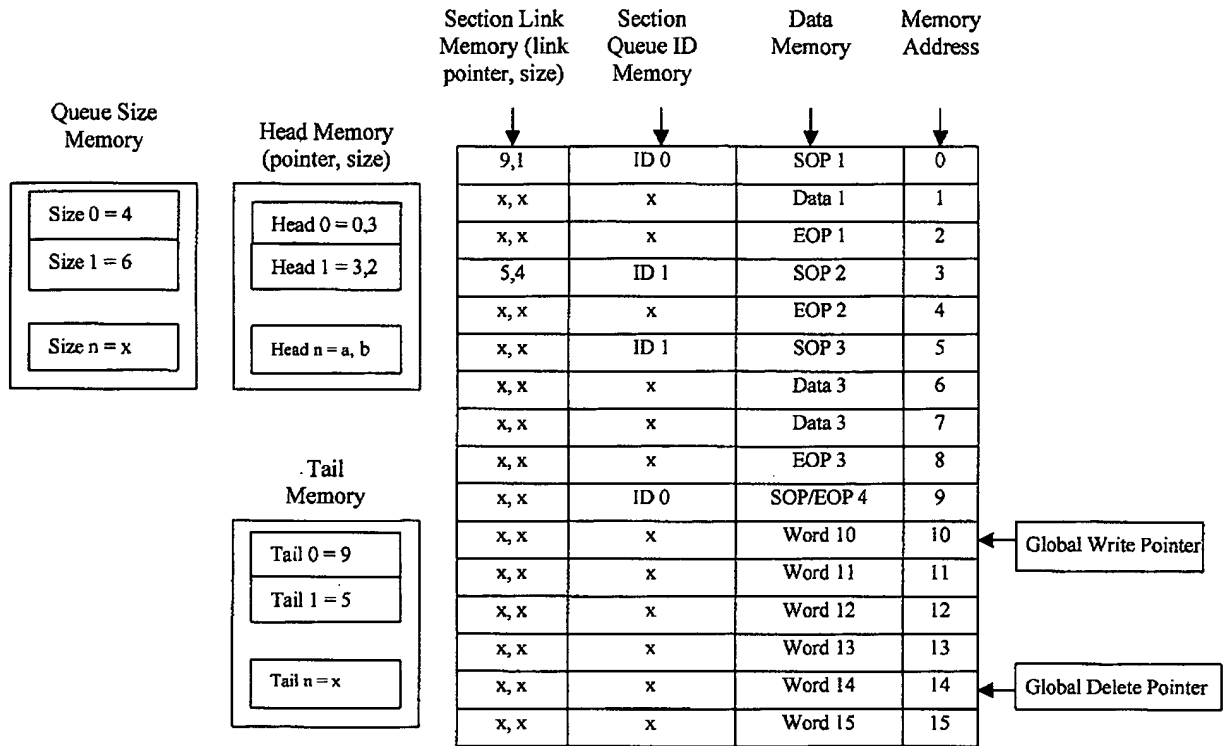 Section Link
Memory (link
pointer, size)
Section
Queue ID
Memory
Data
Memory
Memory
Address
Queue Size
Memory
Size 0 = 4
Size 1 = 6
Size n = x
Head Memory
(pointer, size)
Head 0 = 0,3
Head 1 = 3,2
Head n = a, b
Tail
Memory
Tail 0 = 9
Tail 1 = 5
Tail n = x
9,1 ID 0 SOP 1 0
x, x x Data 1 1
x, x x EOP 1 2
5,4 ID 1 SOP 2 3
x, x x EOP 2 4
x, x ID 1 SOP 3 5
x, x x Data 3 6
x, x x Data 3 7
x, x x EOP 3 8
x, x ID 0 SOP/EOP 4 9
x, x x Word 10 10
x, x x Word 11 11
x, x x Word 12 12
x, x x Word 13 13
x, x x Word 14 14
x, x x Word 15 15
Global Write Pointer
Global Delete Pointer